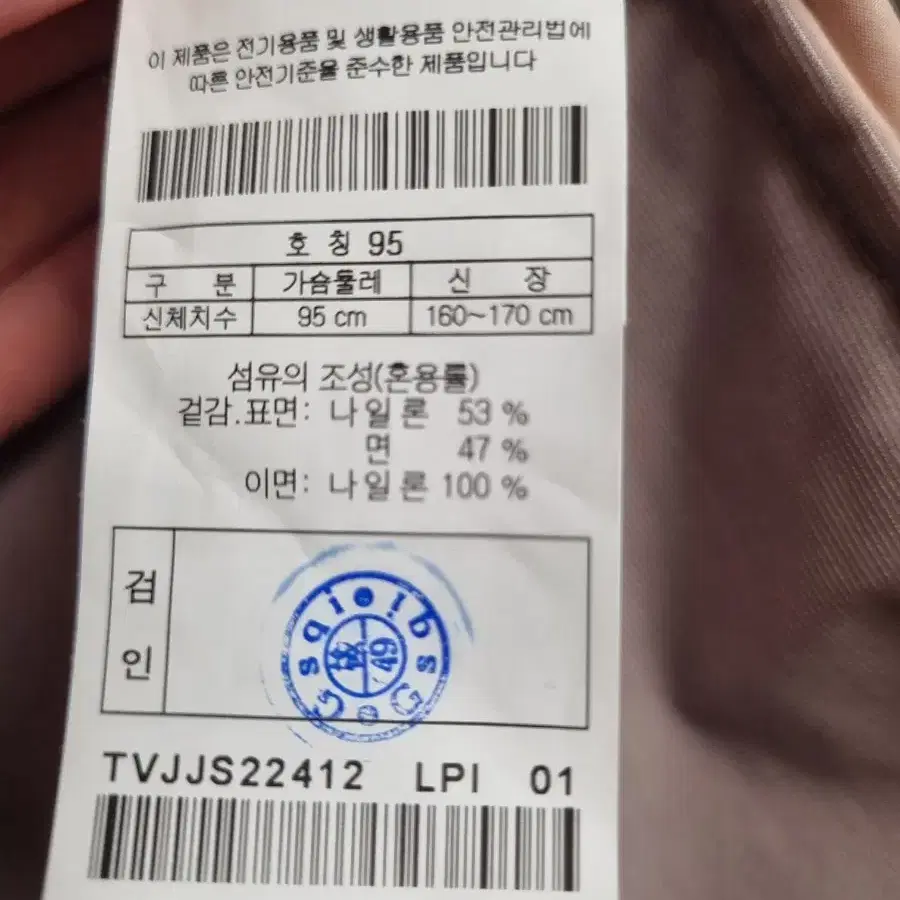 이 제품은 전기용품 및 생활용품 안전관리법에
따른 안전기준을 준수한 제품입니다
호 칭 95
구 분 가슴둘레 신 장
신체치수 95 cm 160~170 cm
섬유의 조성(혼용률)
겉감.표면: 나일론 53 %
면 47 %
이면: 나일론 100 %
검
인
Gsqi
49
TVJJS22412 LPI 01